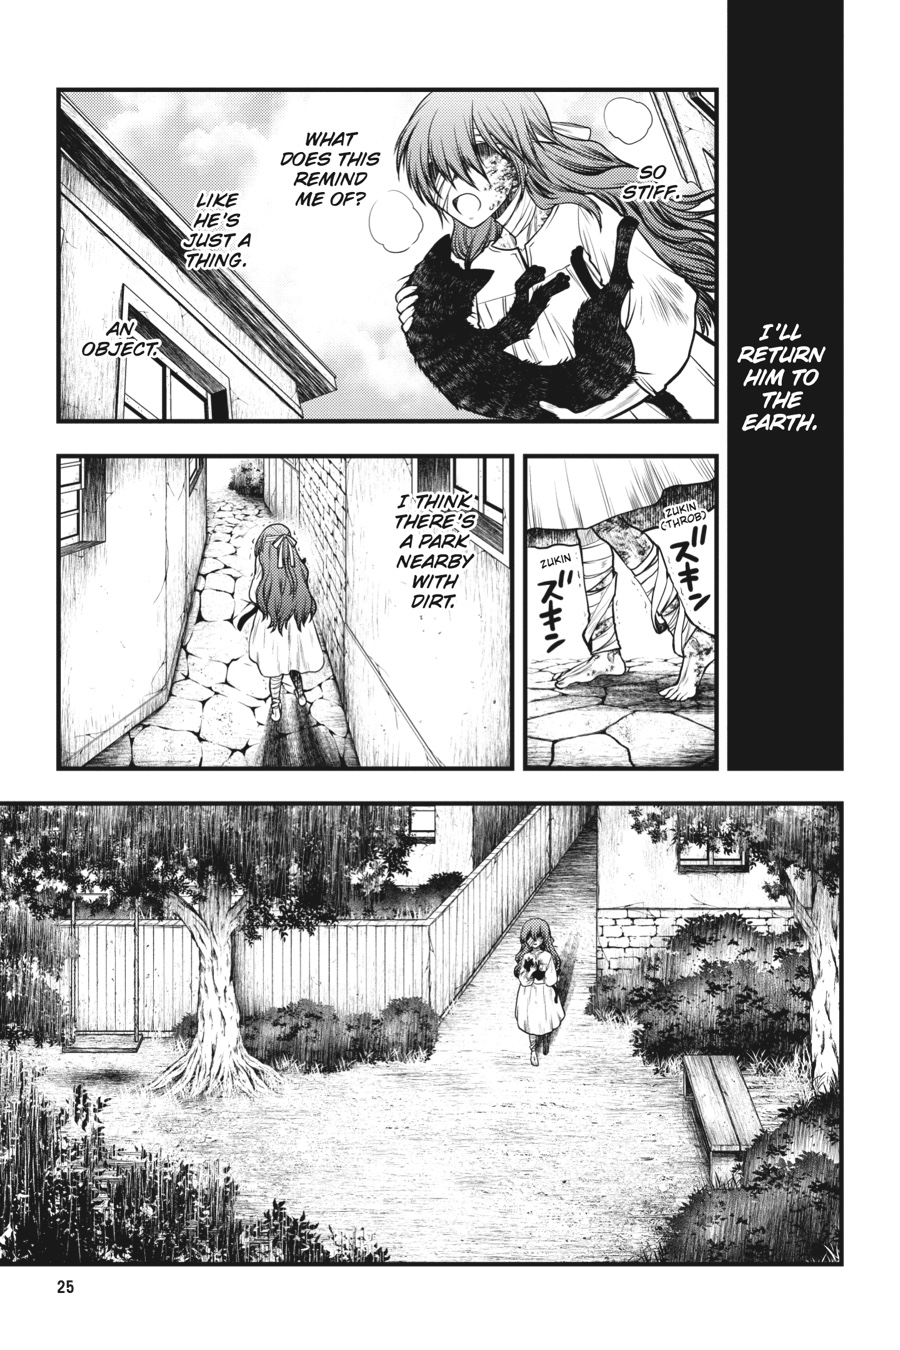 I'LL
RETURN
HIM TO
THE
EARTH.
SO
STIFF.
WHAT
DOES THIS
REMIND
ME OF?
LIKE
HE'S
JUST A
THING.
AN
OBJECT.
ZUKIN
(THROB)
ズキン
ZUKIN
ズキン
I THINK
THERE'S
A PARK
NEARBY
WITH
DIRT.
25